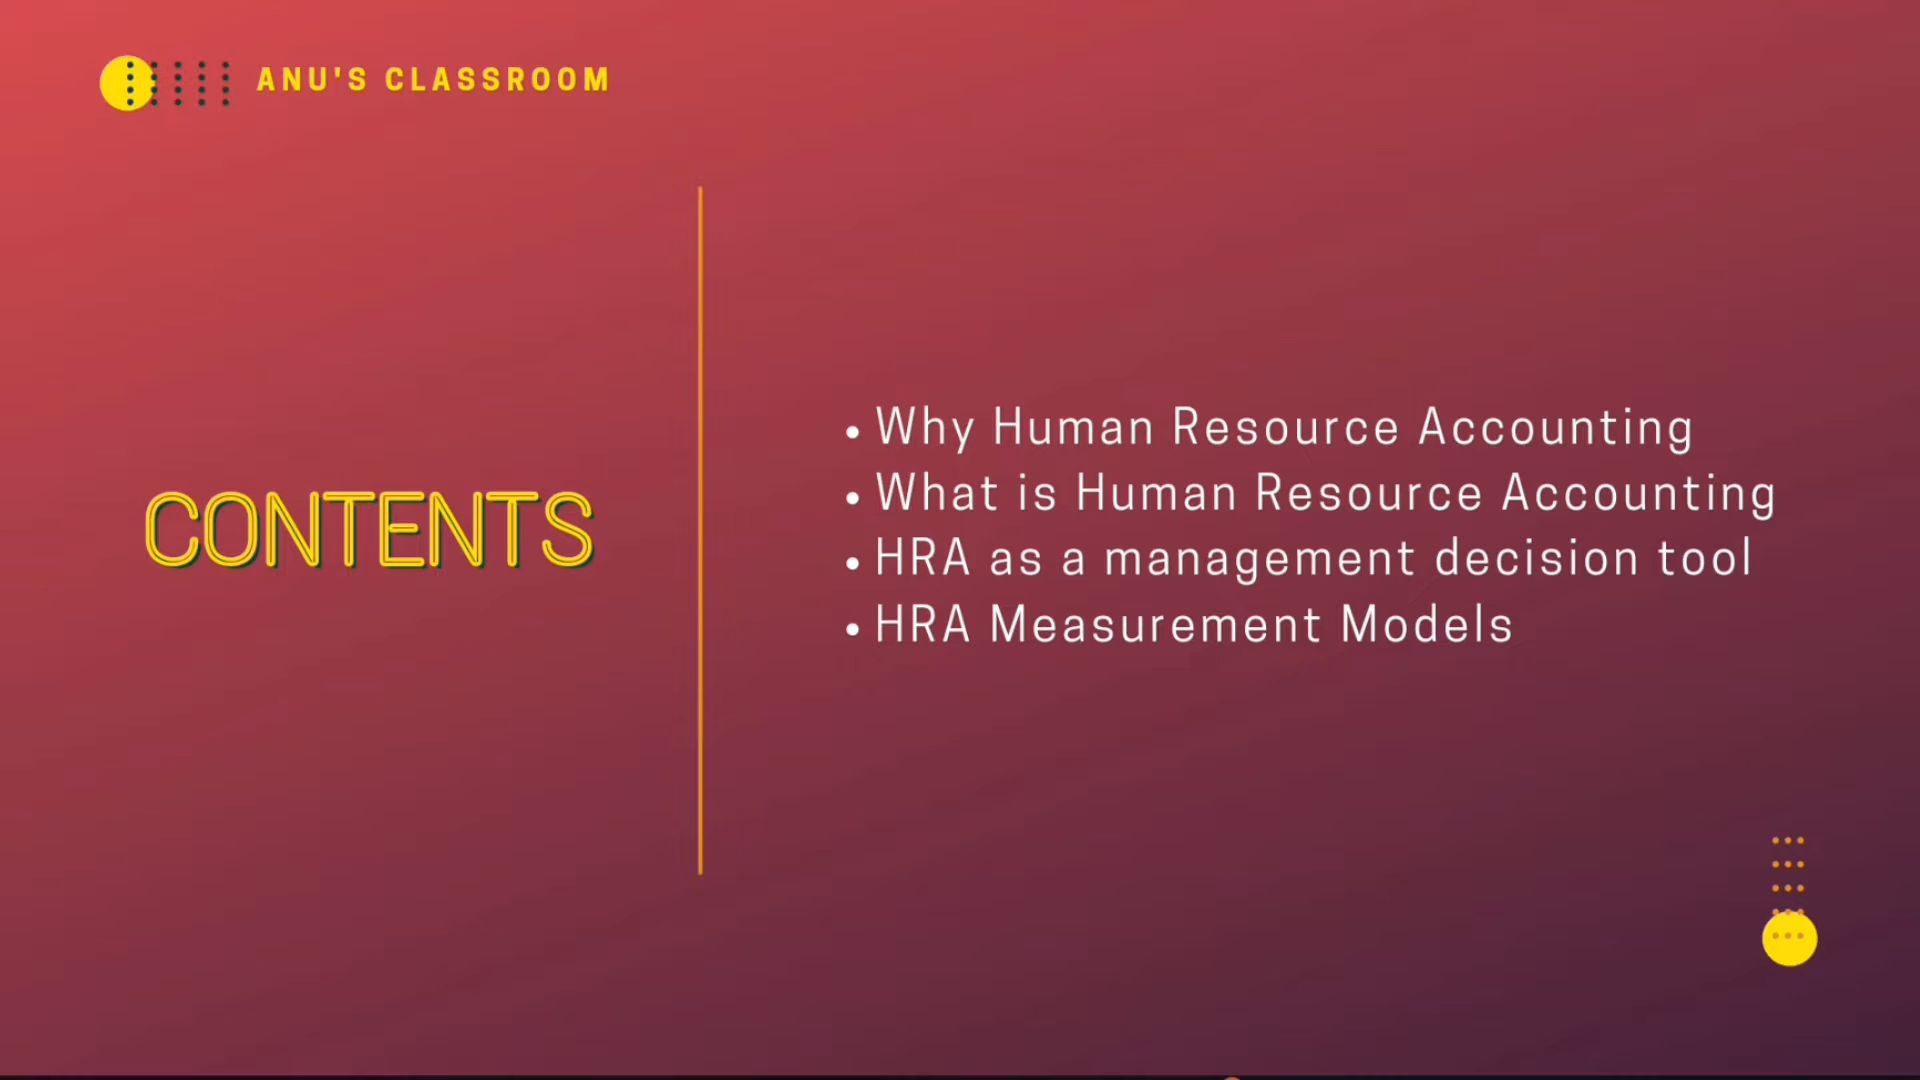 ANU'S CLASSROOM
CONTENTS
• Why Human Resource Accounting
• What is Human Resource Accounting
• HRA as a management decision tool
• HRA Measurement Models